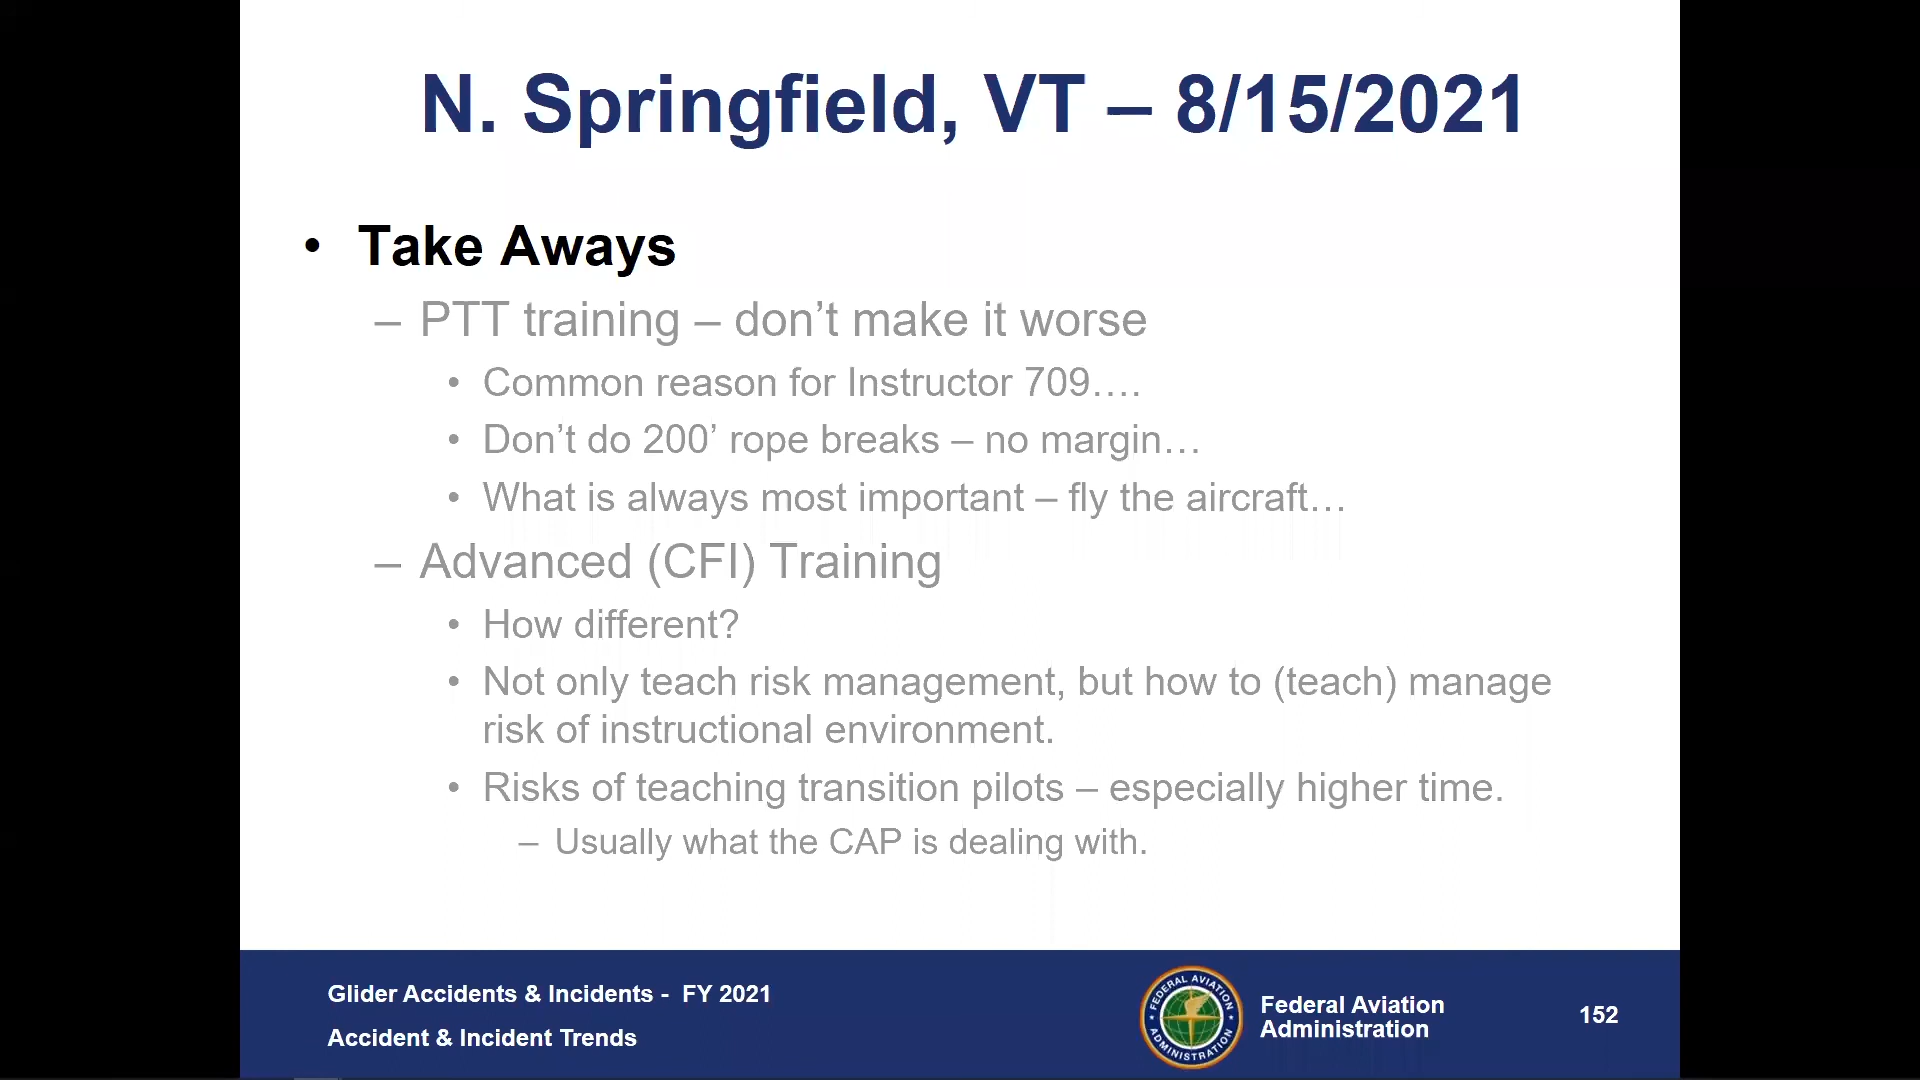 N. Springfield, VT – 8/15/2021
• Take Aways
– PTT training – don’t make it worse
• Common reason for Instructor 709….
• Don’t do 200’ rope breaks – no margin…
• What is always most important – fly the aircraft…
– Advanced (CFI) Training
• How different?
• Not only teach risk management, but how to (teach) manage
risk of instructional environment.
• Risks of teaching transition pilots – especially higher time.
– Usually what the CAP is dealing with.
Glider Accidents & Incidents - FY 2021
Accident & Incident Trends
FEDERAL AVIATION
ADMINISTRATION
Federal Aviation
Administration
152